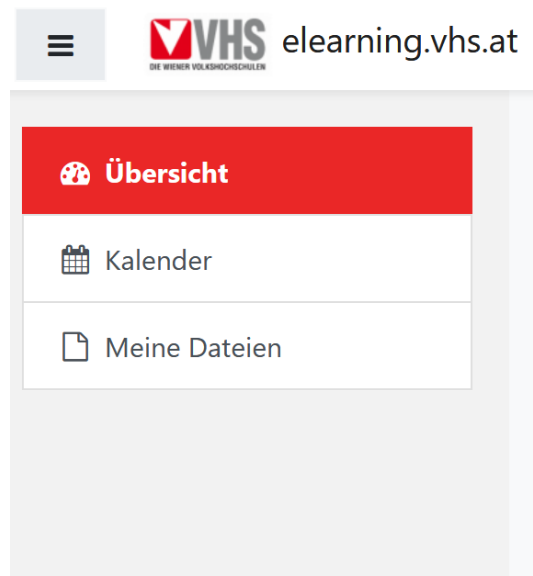 VHS
DIE WIENER VOLKSHOCHSCHULEN
elearning.vhs.at
Übersicht
Kalender
Meine Dateien